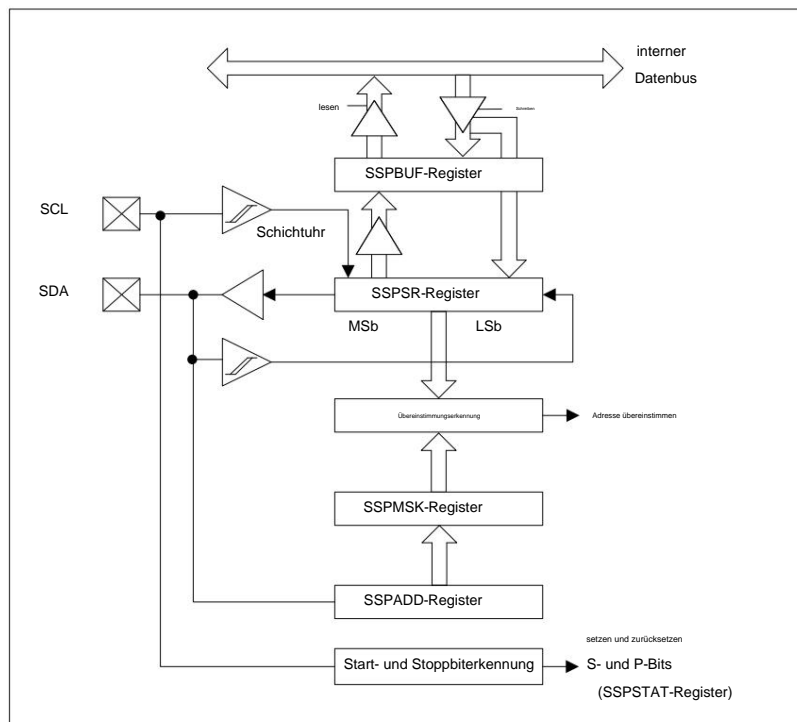 interner
Datenbus
lesen
Schreiben
SSPBUF-Register
SCL
Schichtuhr
SDA
SSPSR-Register
MSb
LSb
Übereinstimmungserkennung
Adresse übereinstimmen
SSPMSK-Register
SSPADD-Register
setzen und zurücksetzen
Start- und Stoppbiterkennung
S- und P-Bits
(SSPSTAT-Register)